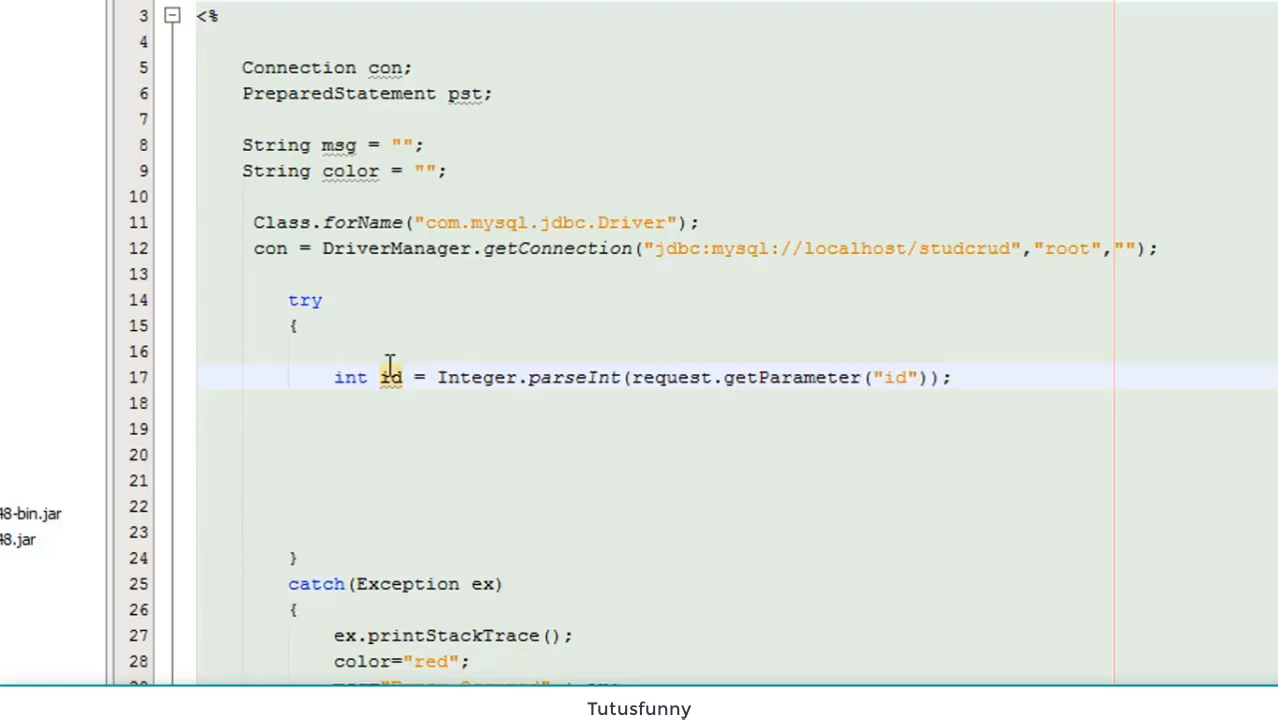 3 <%
4
5 Connection con;
6 PreparedStatement pst;
7
8 String msg = "";
9 String color = "";
10
11 Class.forName("com.mysql.jdbc.Driver");
12 con = DriverManager.getConnection("jdbc:mysql://localhost/studcrud","root","");
13
14 try
15 {
16
17 int id = Integer.parseInt(request.getParameter("id"));
18
19
20
21
22
48-bin.jar
23
48.jar
24 }
25 catch(Exception ex)
26 {
27 ex.printStackTrace();
28 color="red";
Tutusfunny